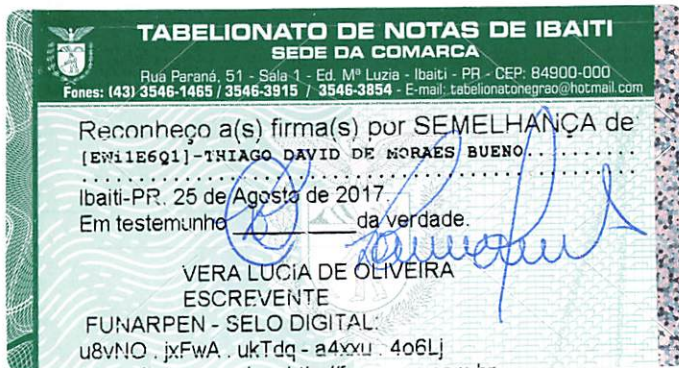 TABELIONATO DE NOTAS DE IBAITI
SEDE DA COMARCA
Rua Paraná, 51 - Sala 1 - Ed. Mª Luzia - Ibaiti - PR - CEP: 84900-000
Fones: (43) 3546-1465 / 3546-3915 / 3546-3854 - E-mail: tabelionatonegrao@hotmail.com
Reconheço a(s) firma(s) por SEMELHANÇA de:
[EWi1E6Q1]-THIAGO DAVID DE MORAES BUENO..........
Ibaiti-PR, 25 de Agosto de 2017.
Em testemunho ________ da verdade.
VERA LUCIA DE OLIVEIRA
ESCREVENTE
FUNARPEN - SELO DIGITAL:
u8vNO . jxFwA . ukTdq - a4xxu . 4o6Lj